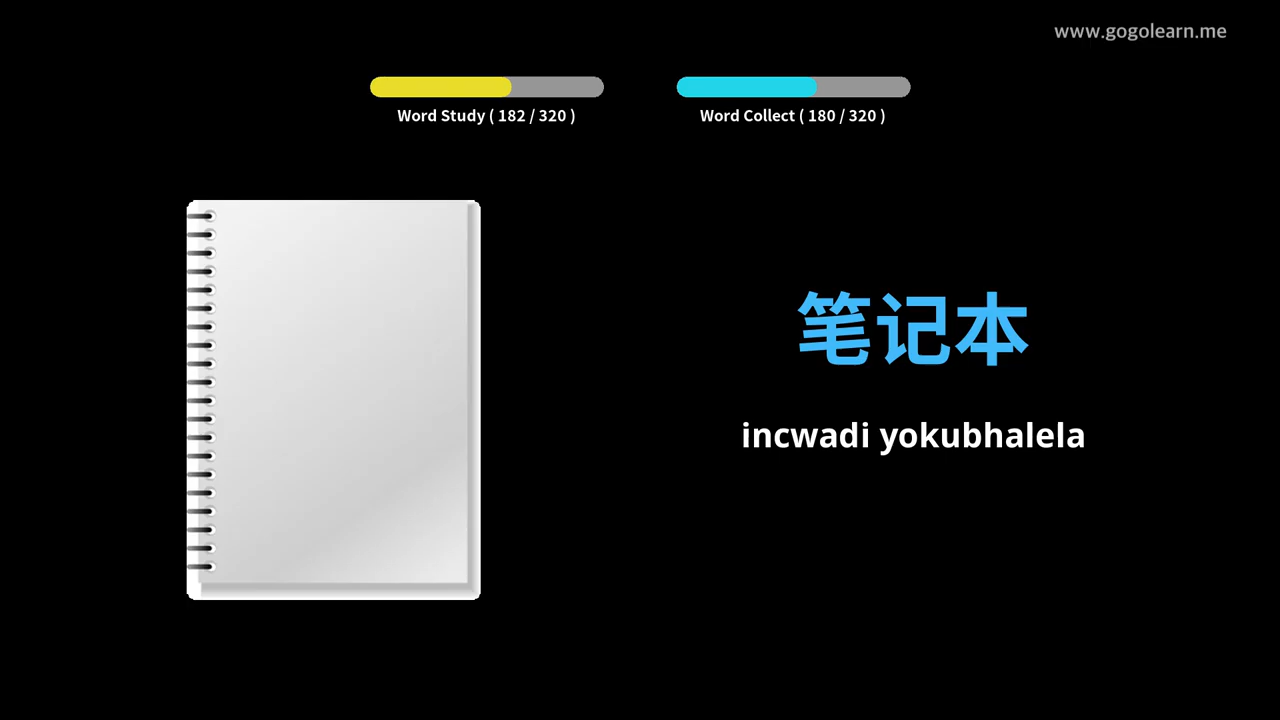 www.gogolearn.me
Word Study ( 182 / 320 )
Word Collect ( 180 / 320 )
笔记本
incwadi yokubhalela